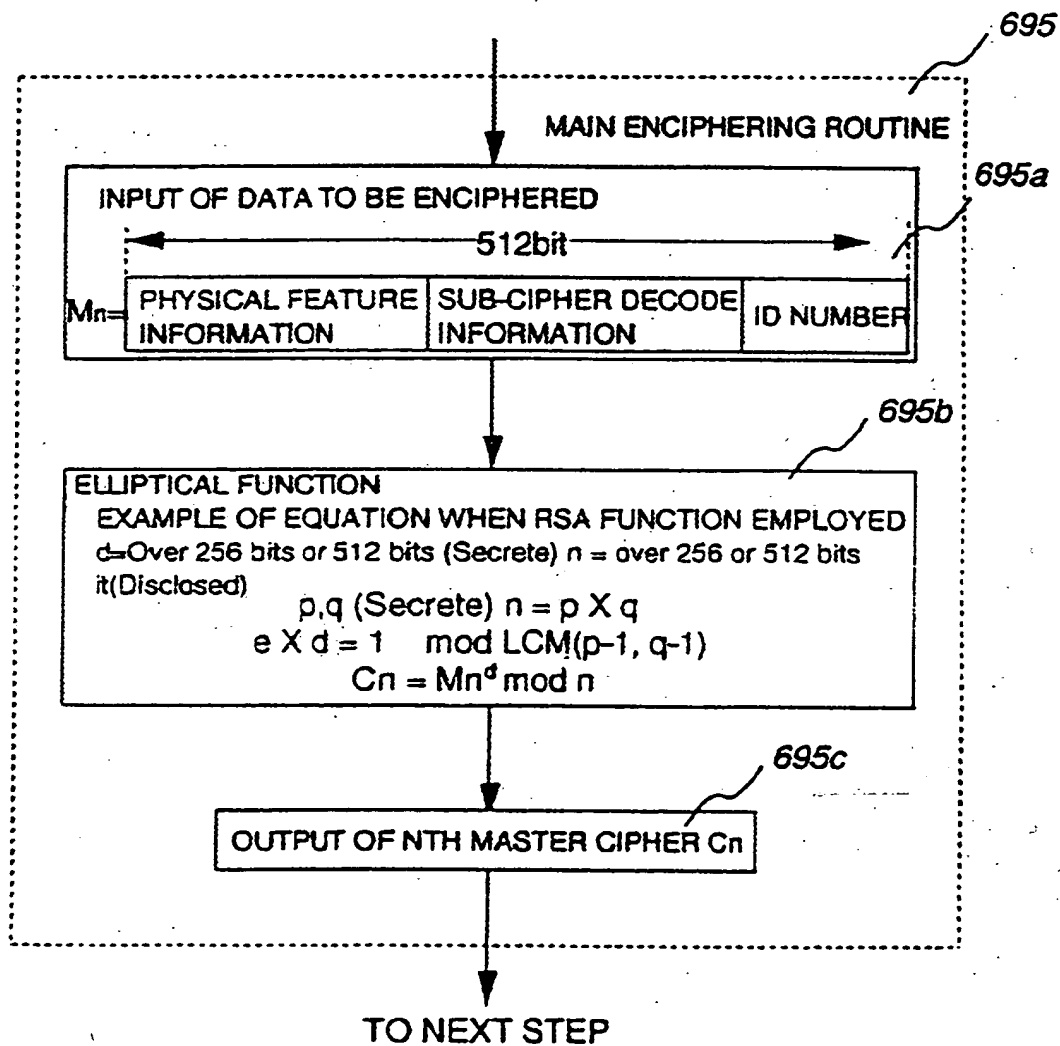 695
MAIN ENCIPHERING ROUTINE
695a
INPUT OF DATA TO BE ENCIPHERED
512bit
Mn=
PHYSICAL FEATURE
INFORMATION
SUB-CIPHER DECODE
INFORMATION
ID NUMBER
695b
ELLIPTICAL FUNCTION
EXAMPLE OF EQUATION WHEN RSA FUNCTION EMPLOYED
d=Over 256 bits or 512 bits (Secrete) n = over 256 or 512 bits
it(Disclosed)
p,q (Secrete) n = p X q
e X d = 1 mod LCM(p-1, q-1)
Cn = Mn^d mod n
695c
OUTPUT OF NTH MASTER CIPHER Cn
TO NEXT STEP